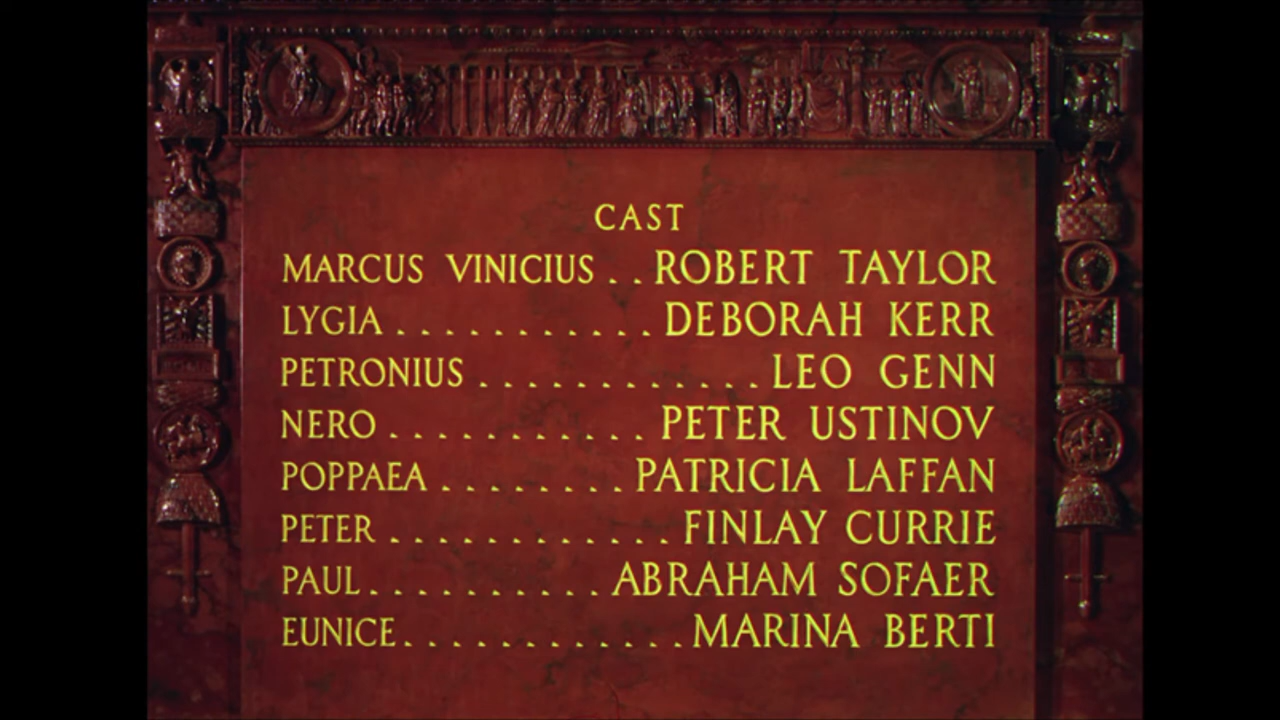 CAST
MARCUS VINICIUS . . ROBERT TAYLOR
LYGIA . . . . . . . . . . . DEBORAH KERR
PETRONIUS . . . . . . . . . . . . LEO GENN
NERO . . . . . . . . . . . PETER USTINOV
POPPAEA . . . . . . . . PATRICIA LAFFAN
PETER . . . . . . . . . . . . FINLAY CURRIE
PAUL . . . . . . . . . . ABRAHAM SOFAER
EUNICE . . . . . . . . . . . . MARINA BERTI